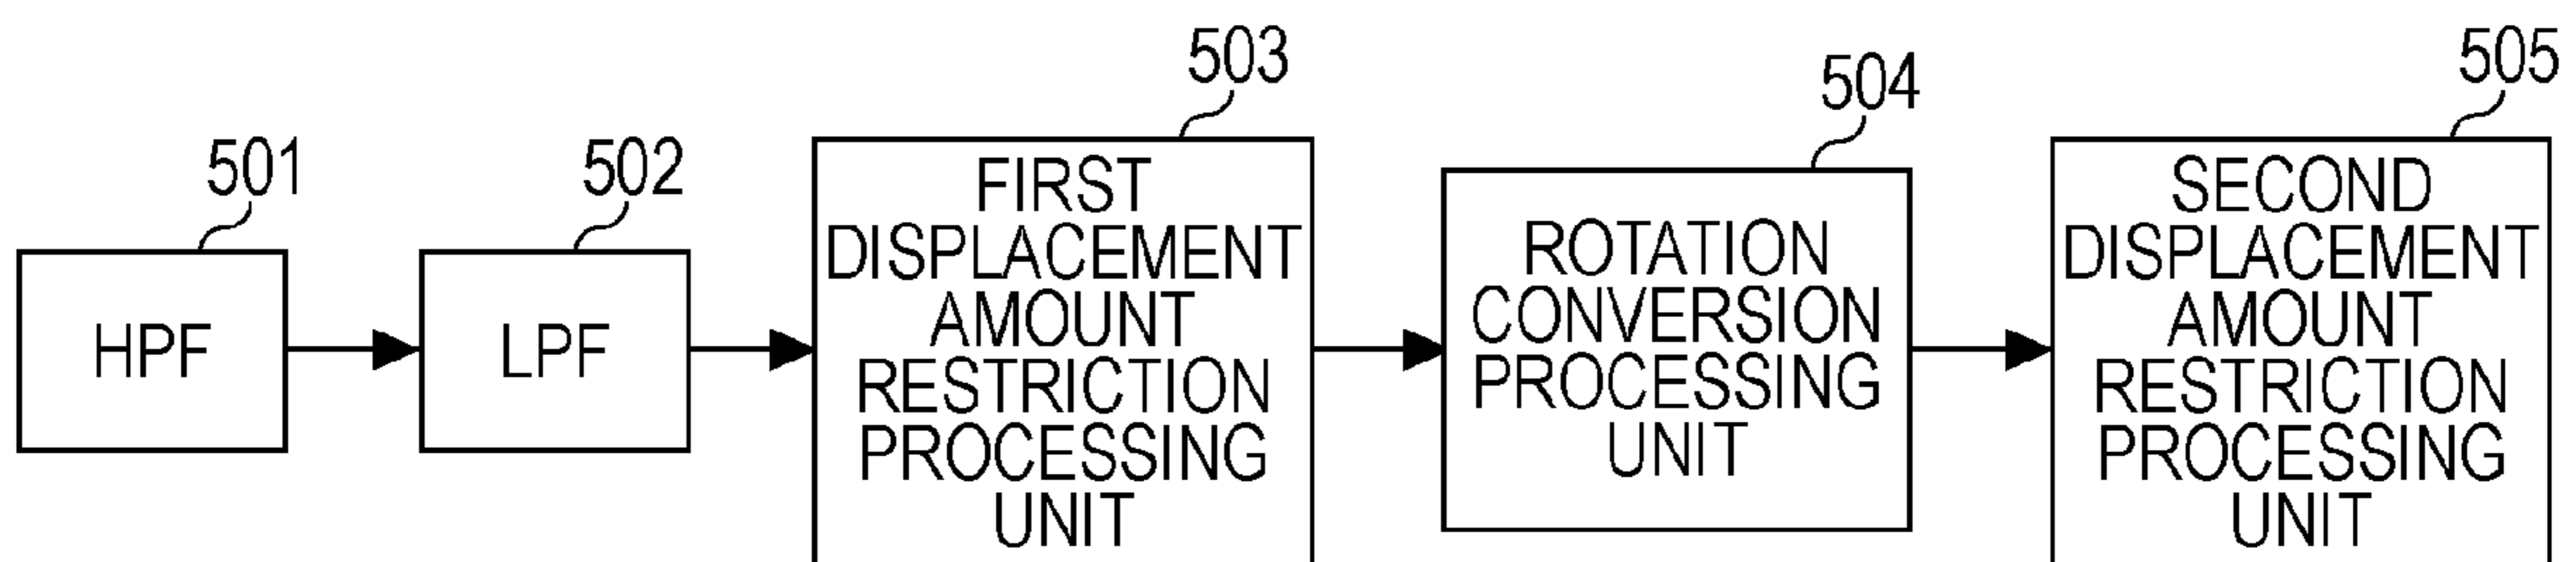 501
HPF
502
LPF
503
FIRST
DISPLACEMENT
AMOUNT
RESTRICTION
PROCESSING
UNIT
504
ROTATION
CONVERSION
PROCESSING
UNIT
505
SECOND
DISPLACEMENT
AMOUNT
RESTRICTION
PROCESSING
UNIT